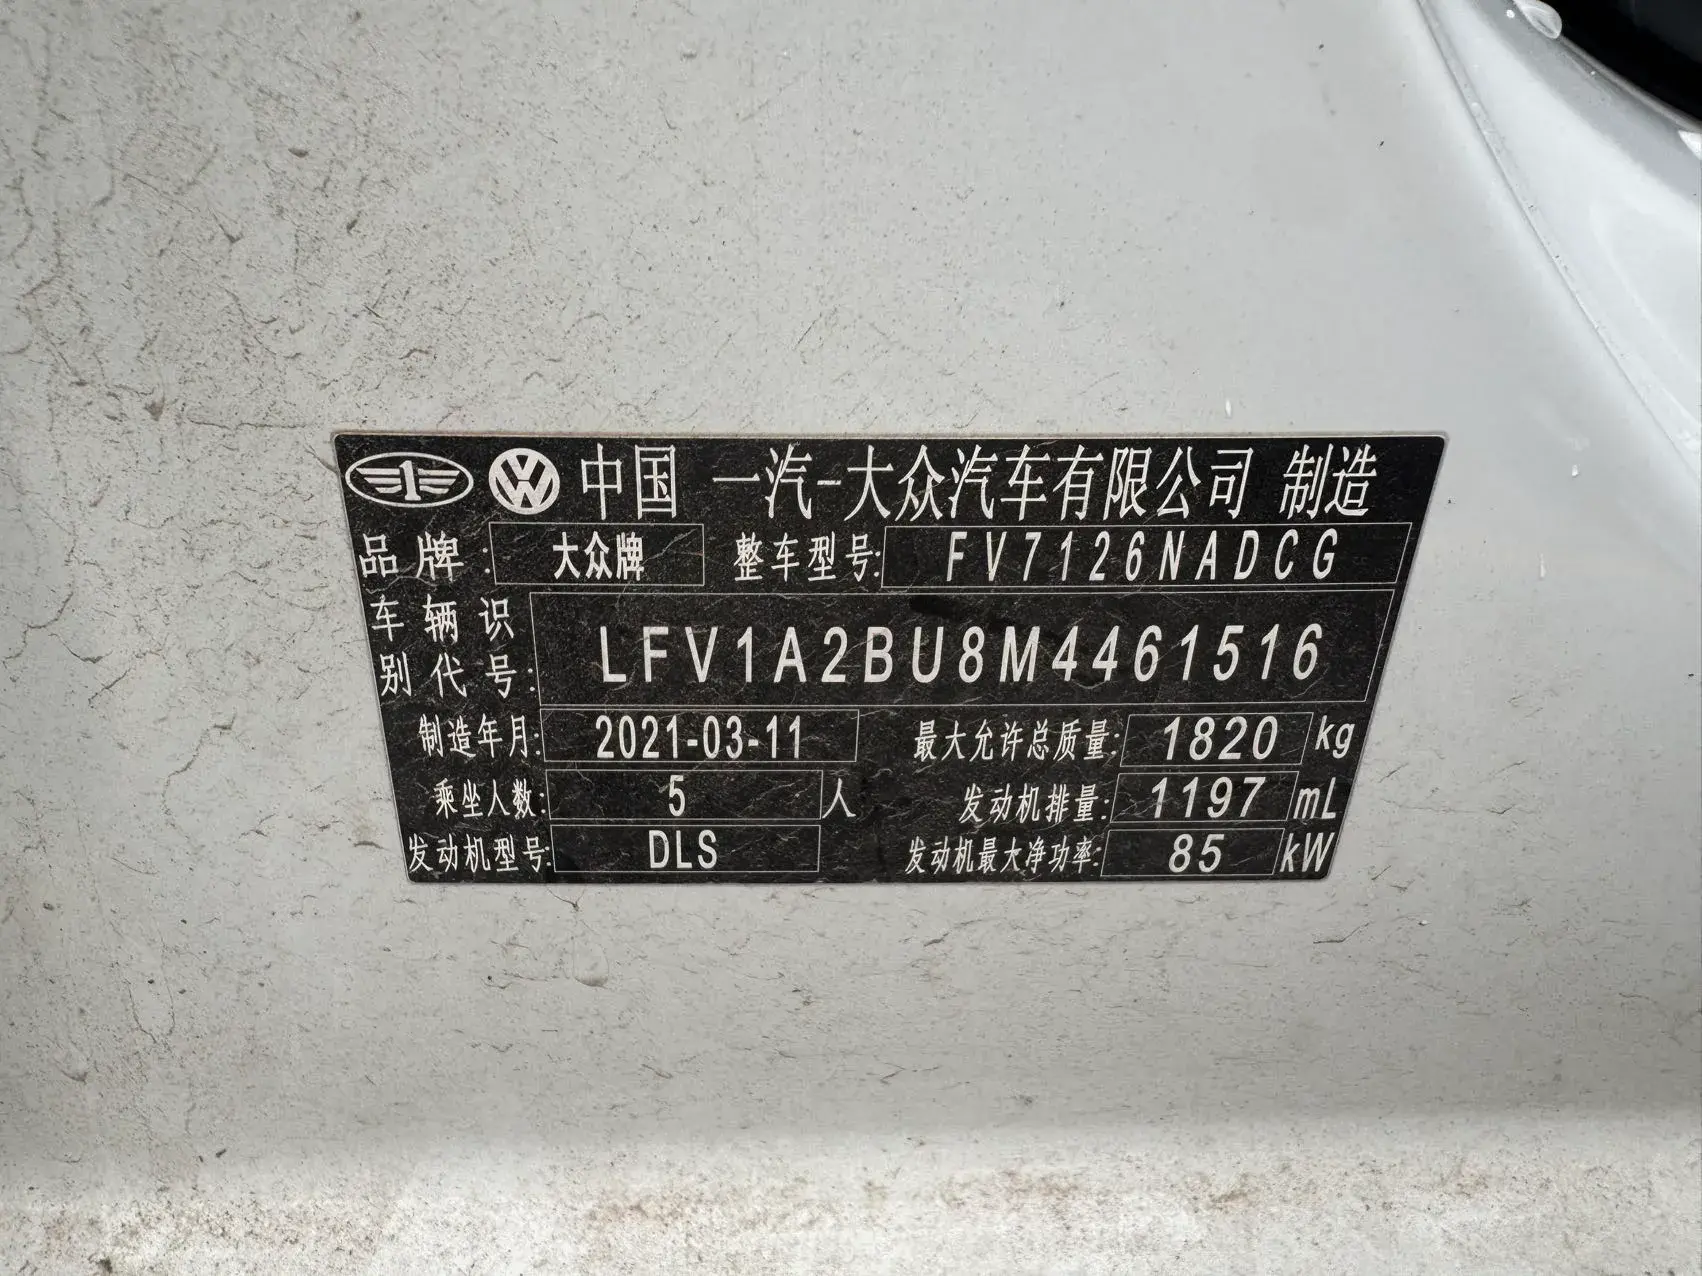 中国 一汽-大众汽车有限公司 制造
品牌: 大众牌 整车型号: FV7126NADCG
车辆识别代号: LFV1A2BU8M4461516
制造年月: 2021-03-11 最大允许总质量: 1820 kg
乘坐人数: 5 人 发动机排量: 1197 mL
发动机型号: DLS 发动机最大净功率: 85 kW